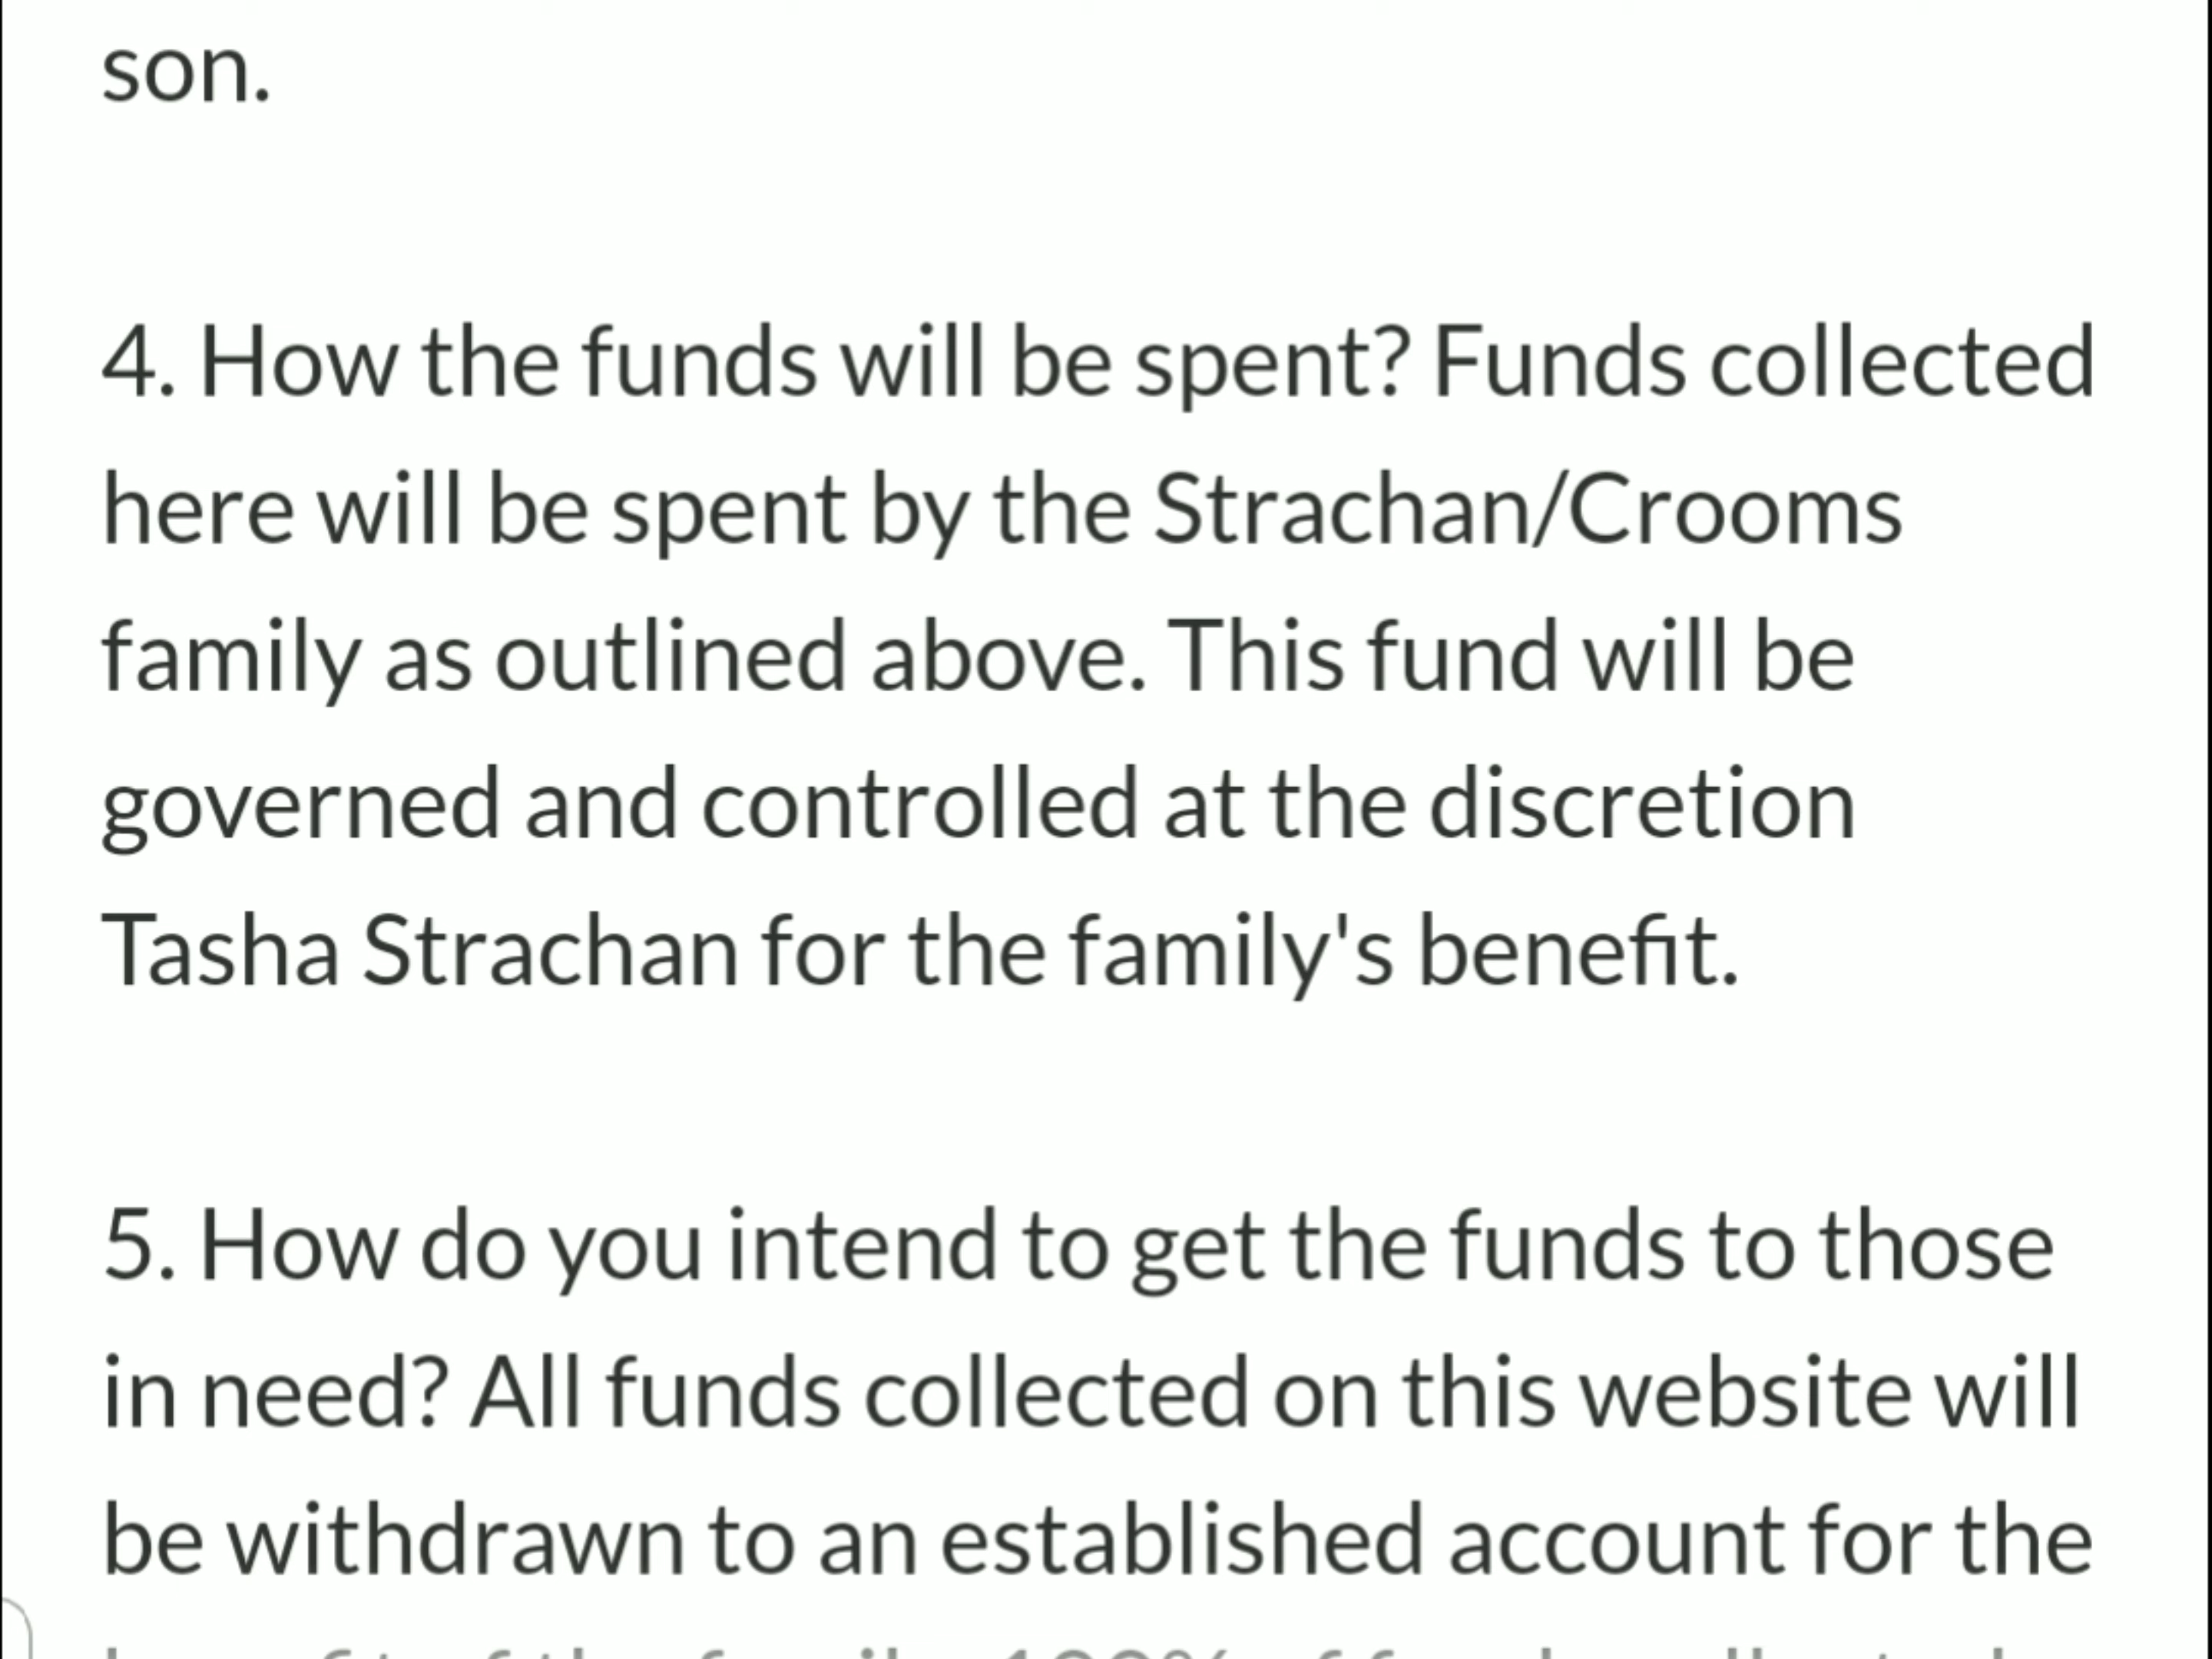 son.
4. How the funds will be spent? Funds collected
here will be spent by the Strachan/Crooms
family as outlined above. This fund will be
governed and controlled at the discretion
Tasha Strachan for the family's benefit.
5. How do you intend to get the funds to those
in need? All funds collected on this website will
be withdrawn to an established account for the